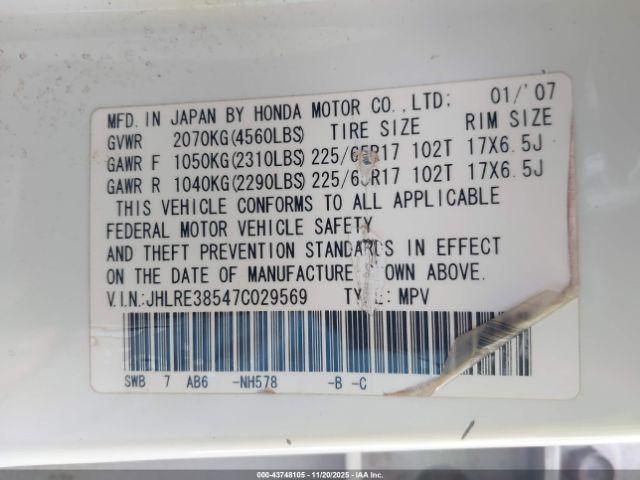 MFD. IN JAPAN BY HONDA MOTOR CO.,LTD; 01/'07
GVWR 2070KG(4560LBS) TIRE SIZE RIM SIZE
GAWR F 1050KG(2310LBS) 225/65R17 102T 17X6.5J
GAWR R 1040KG(2290LBS) 225/65R17 102T 17X6.5J
THIS VEHICLE CONFORMS TO ALL APPLICABLE
FEDERAL MOTOR VEHICLE SAFETY
AND THEFT PREVENTION STANDARDS IN EFFECT
ON DATE OF MANUFACTURE OWN ABOVE.
V.I.N.:JHLRE38547C029569 TYPE: MPV
SWB 7 AB6 -NH578 -B -C
000-43748105 - 11/20/2025 - IAAI, Inc.